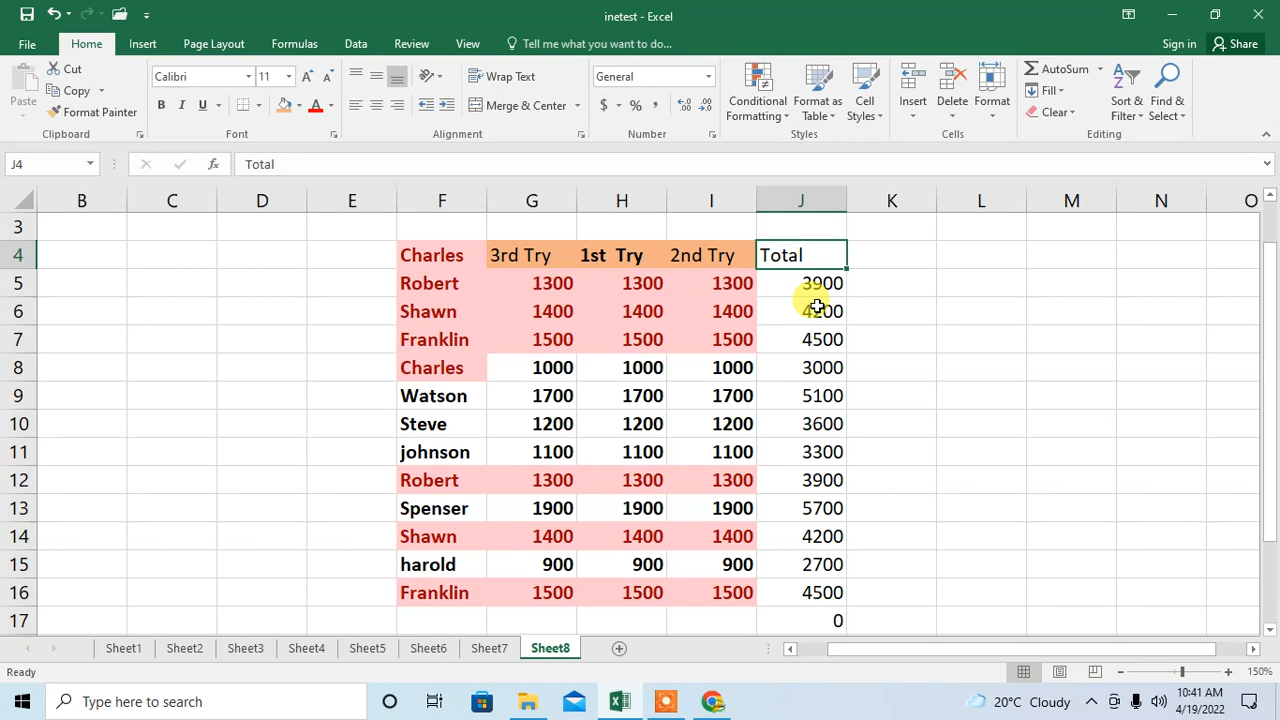 inetest - Excel
File Home Insert Page Layout Formulas Data Review View Tell me what you want to do... Sign in Share
Paste Cut Copy Format Painter Clipboard
Calibri 11 B I U A Font
Wrap Text Merge & Center Alignment
General $ % , Number
Conditional Formatting Format as Table Cell Styles Styles
Insert Delete Format Cells
AutoSum Fill Clear Sort & Filter Find & Select Editing
J4 fx Total
B C D E F G H I J K L M N O
3
4 Charles 3rd Try 1st Try 2nd Try Total
5 Robert 1300 1300 1300 3900
6 Shawn 1400 1400 1400 4200
7 Franklin 1500 1500 1500 4500
8 Charles 1000 1000 1000 3000
9 Watson 1700 1700 1700 5100
10 Steve 1200 1200 1200 3600
11 johnson 1100 1100 1100 3300
12 Robert 1300 1300 1300 3900
13 Spenser 1900 1900 1900 5700
14 Shawn 1400 1400 1400 4200
15 harold 900 900 900 2700
16 Franklin 1500 1500 1500 4500
17 0
Sheet1 Sheet2 Sheet3 Sheet4 Sheet5 Sheet6 Sheet7 Sheet8
Ready 150%
Type here to search 20°C Cloudy 10:41 AM
4/19/2022